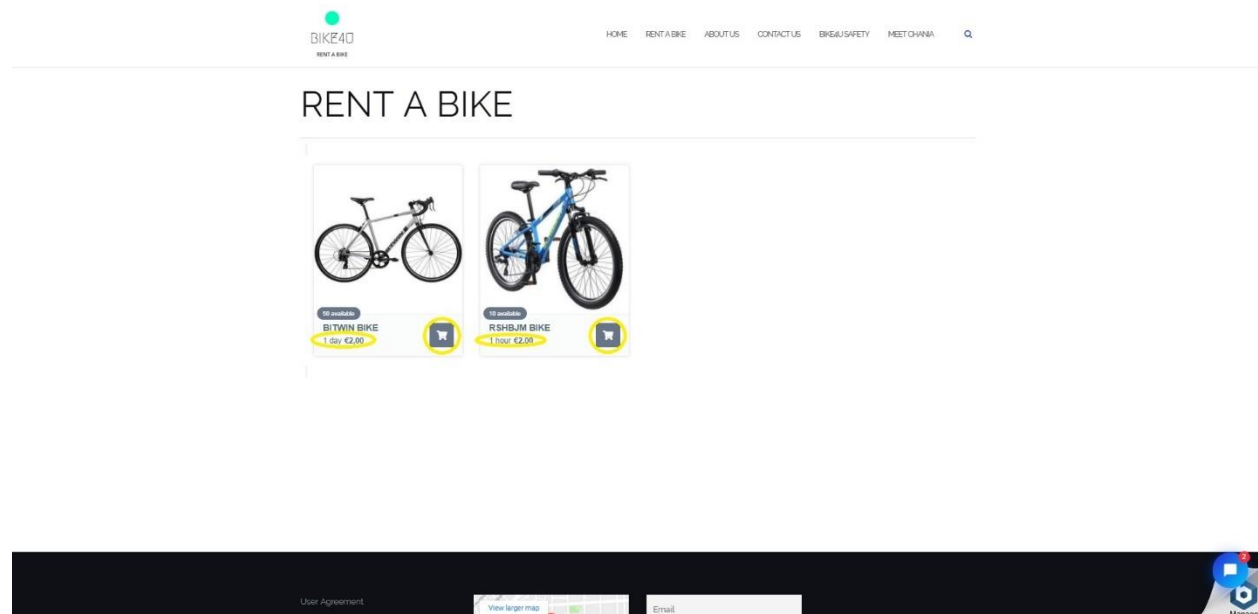 BIKE4U
RENT A BIKE
HOME RENT A BIKE ABOUT US CONTACT US BIKE4U SAFETY MEET CHANIA
RENT A BIKE
50 available
BITWIN BIKE
1 day €2,00
10 available
RSHBJM BIKE
1 hour €2,00
2
User Agreement
View larger map
Email